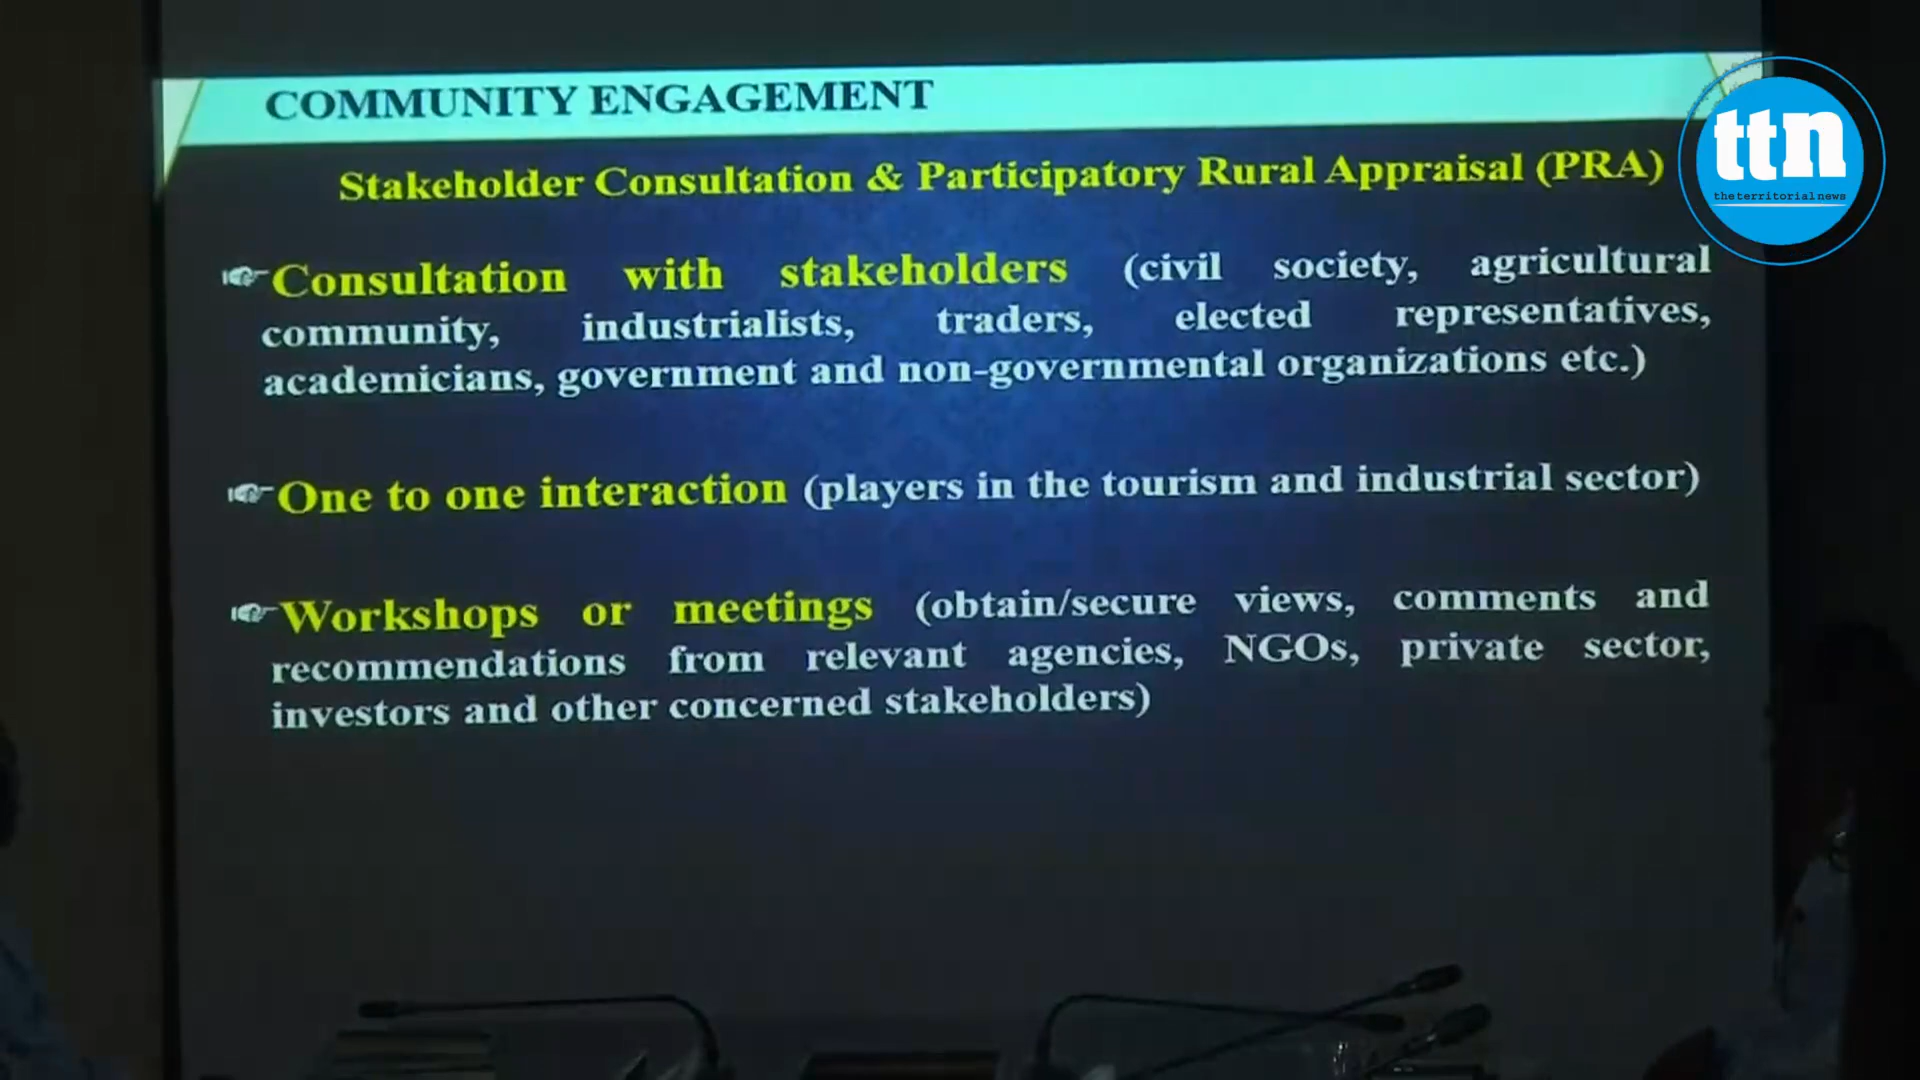 COMMUNITY ENGAGEMENT
Stakeholder Consultation & Participatory Rural Appraisal (PRA)
Consultation with stakeholders (civil society, agricultural
community, industrialists, traders, elected representatives,
academicians, government and non-governmental organizations etc.)
One to one interaction (players in the tourism and industrial sector)
Workshops or meetings (obtain/secure views, comments and
recommendations from relevant agencies, NGOs, private sector,
investors and other concerned stakeholders)
ttn
theterritorialnews